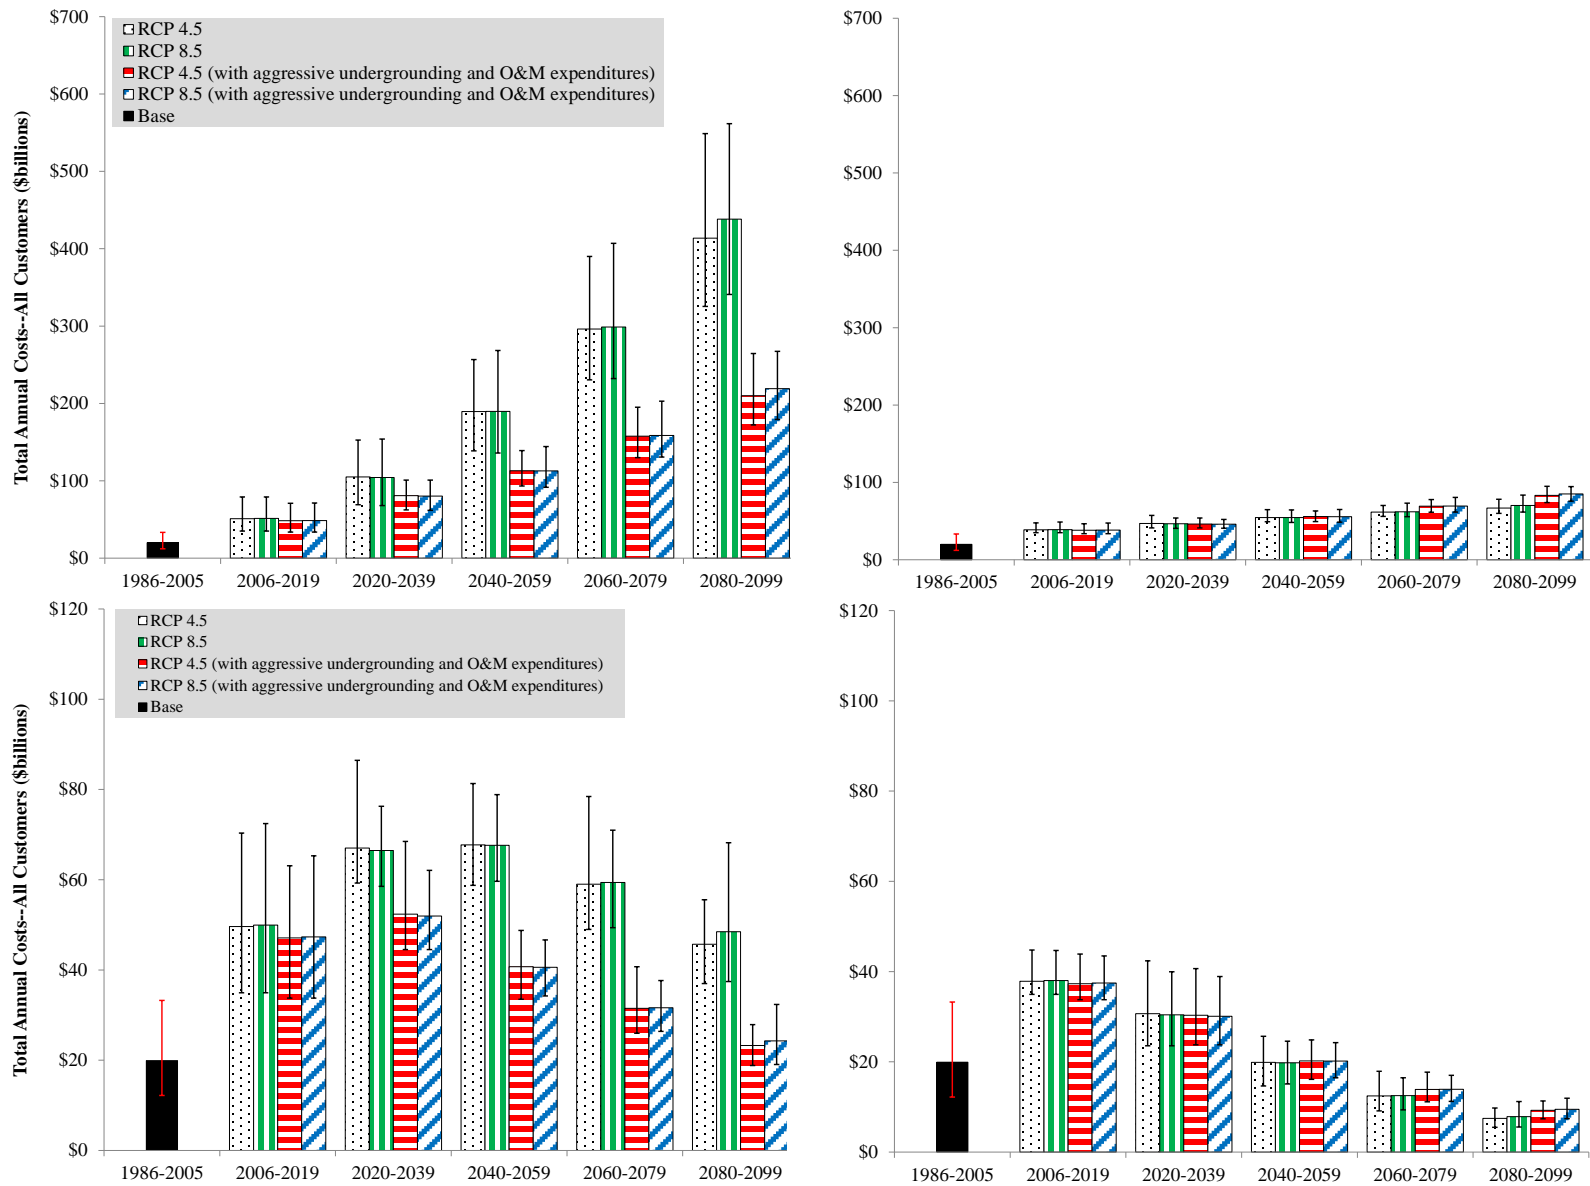 $700
$600
$500
$400
$300
$200
$100
$0
Total Annual Costs--All Customers ($billions)
RCP 4.5
RCP 8.5
RCP 4.5 (with aggressive undergrounding and O&M expenditures)
RCP 8.5 (with aggressive undergrounding and O&M expenditures)
Base
1986-2005 2006-2019 2020-2039 2040-2059 2060-2079 2080-2099
$700
$600
$500
$400
$300
$200
$100
$0
1986-2005 2006-2019 2020-2039 2040-2059 2060-2079 2080-2099
$120
$100
$80
$60
$40
$20
$0
Total Annual Costs--All Customers ($billions)
RCP 4.5
RCP 8.5
RCP 4.5 (with aggressive undergrounding and O&M expenditures)
RCP 8.5 (with aggressive undergrounding and O&M expenditures)
Base
1986-2005 2006-2019 2020-2039 2040-2059 2060-2079 2080-2099
$120
$100
$80
$60
$40
$20
$0
1986-2005 2006-2019 2020-2039 2040-2059 2060-2079 2080-2099